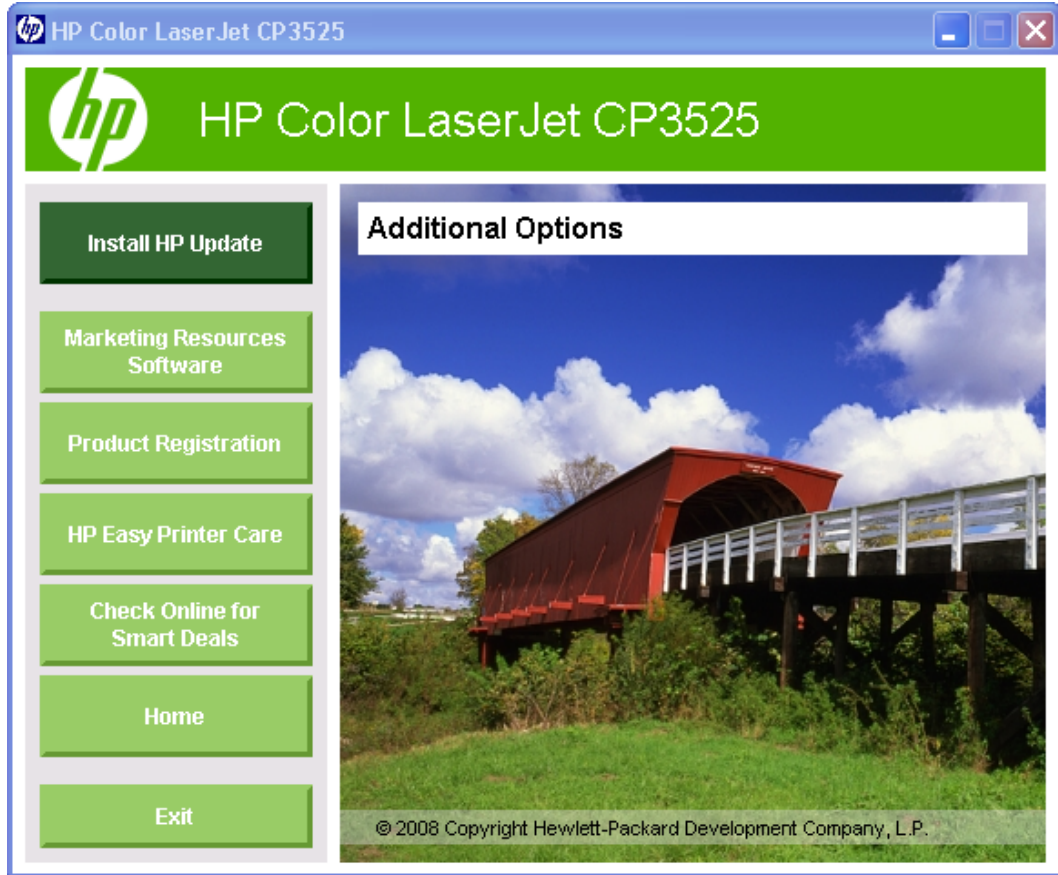 HP Color LaserJet CP3525
hp
HP Color LaserJet CP3525
Install HP Update
Marketing Resources
Software
Product Registration
HP Easy Printer Care
Check Online for
Smart Deals
Home
Exit
Additional Options
© 2008 Copyright Hewlett-Packard Development Company, L.P.